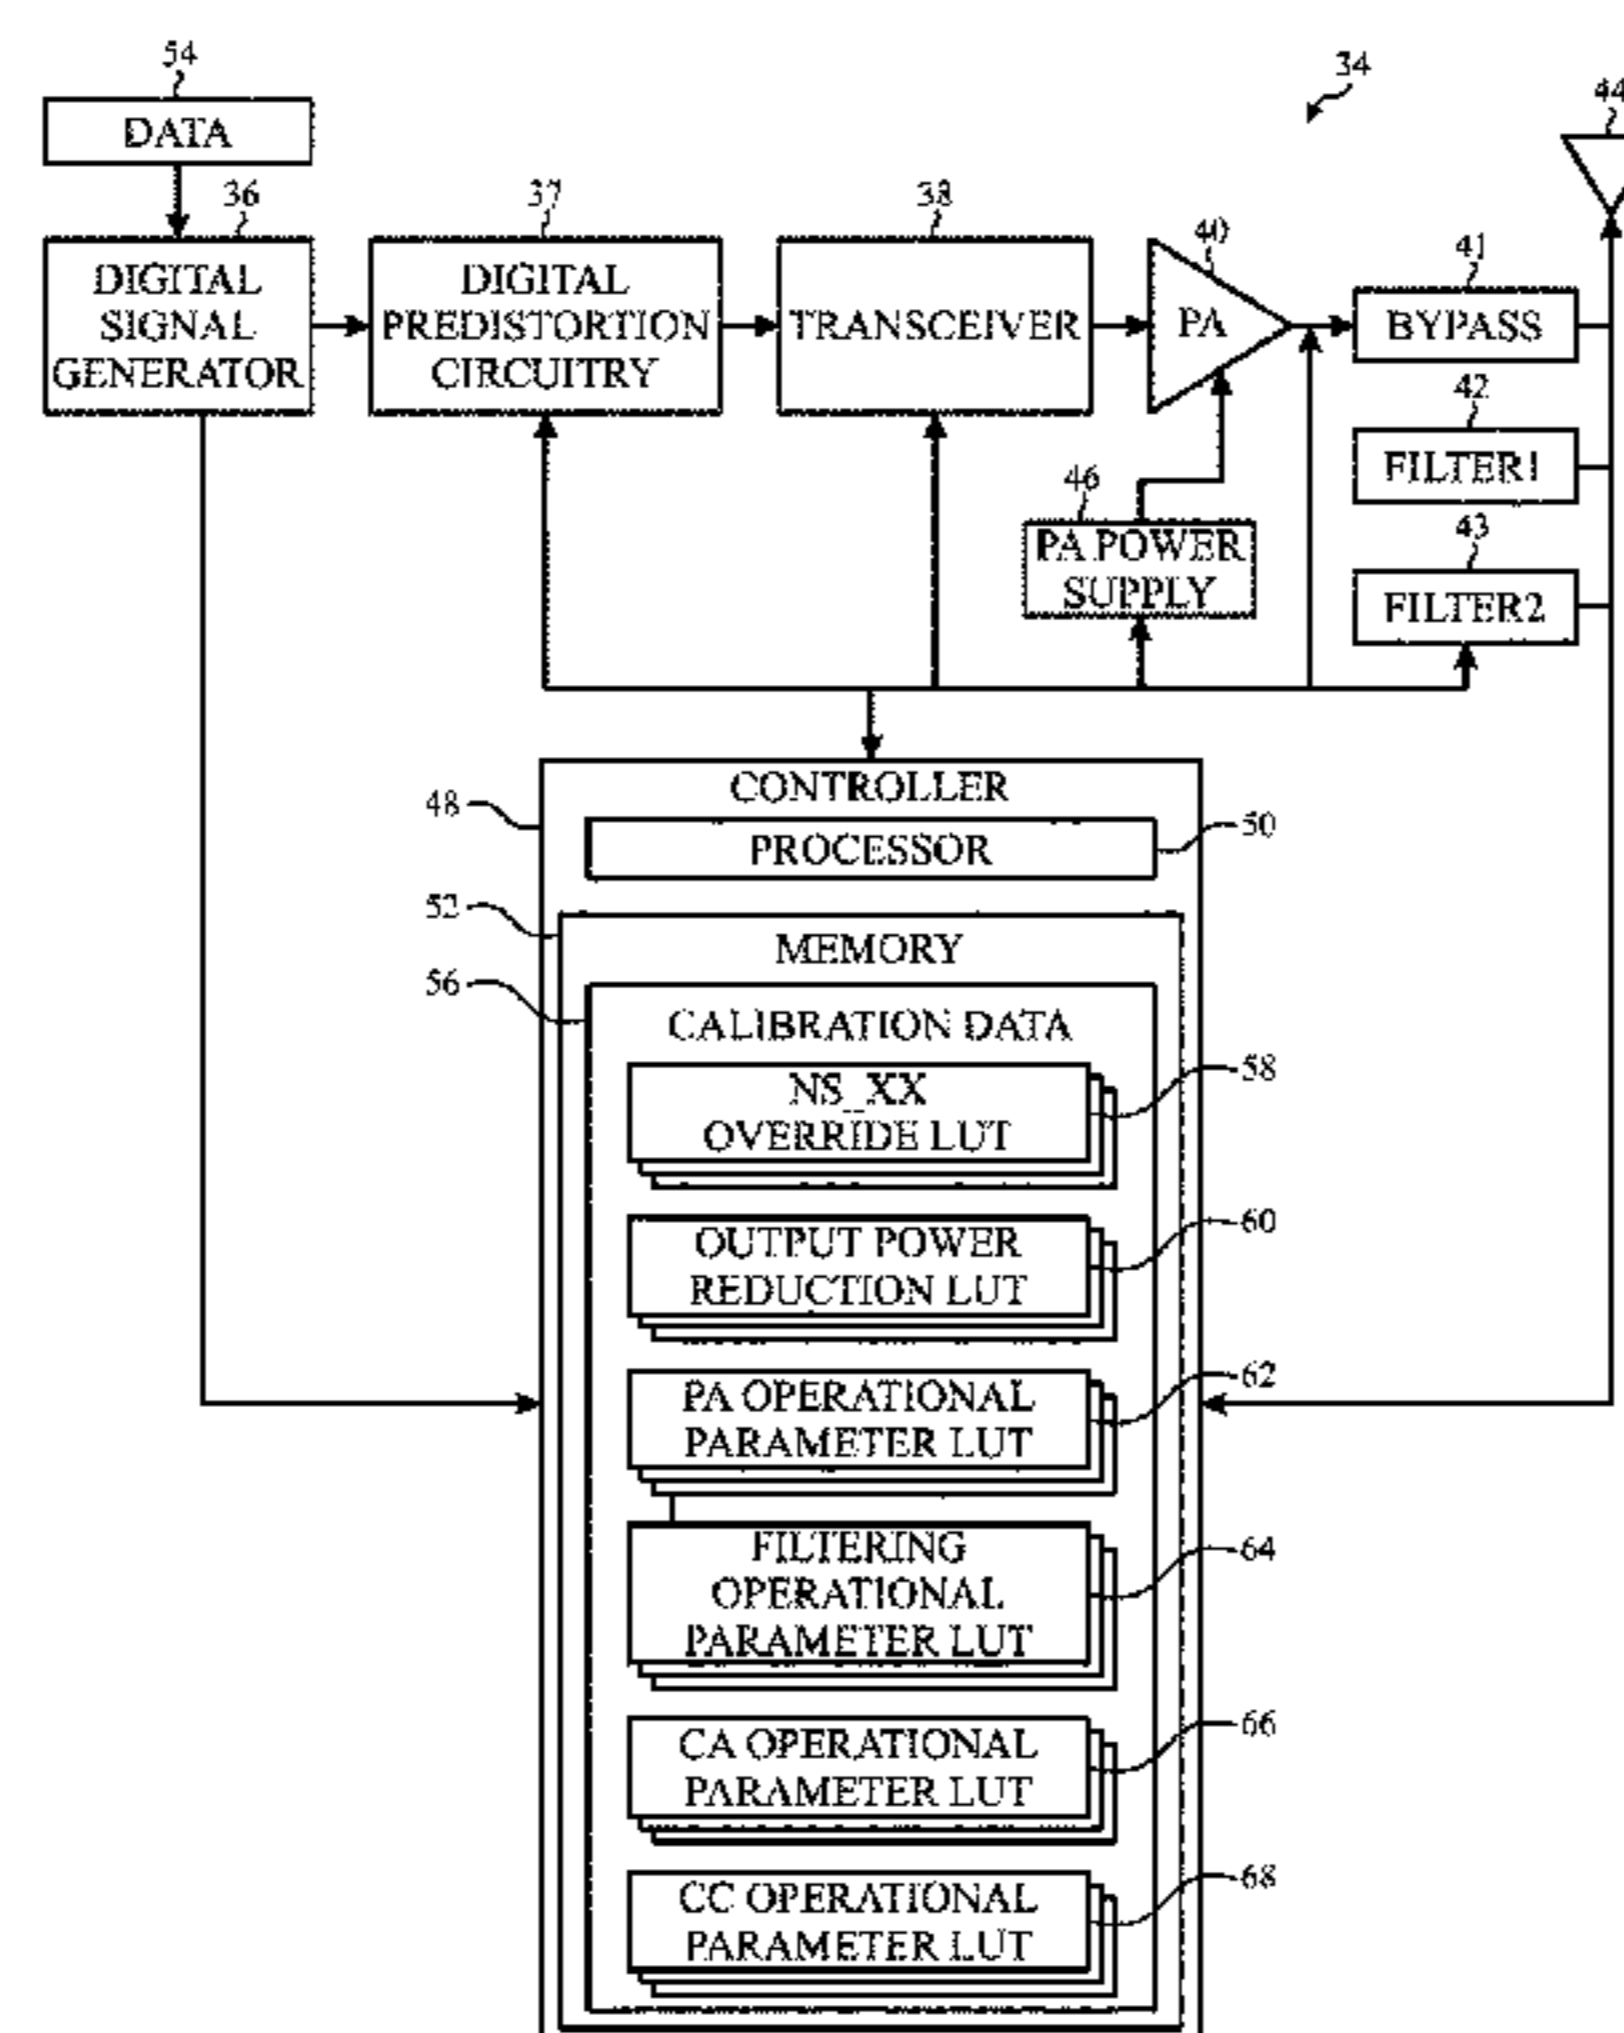 54
34
44
DATA
36
37
38
40
41
DIGITAL
SIGNAL
GENERATOR
DIGITAL
PREDISTORTION
CIRCUITRY
TRANSCEIVER
PA
BYPASS
42
FILTER1
46
43
PA POWER
SUPPLY
FILTER2
CONTROLLER
48
PROCESSOR
50
52
MEMORY
56
CALIBRATION DATA
NS_XX
OVERRIDE LUT
58
OUTPUT POWER
REDUCTION LUT
60
PA OPERATIONAL
PARAMETER LUT
62
FILTERING
OPERATIONAL
PARAMETER LUT
64
CA OPERATIONAL
PARAMETER LUT
66
CC OPERATIONAL
PARAMETER LUT
68